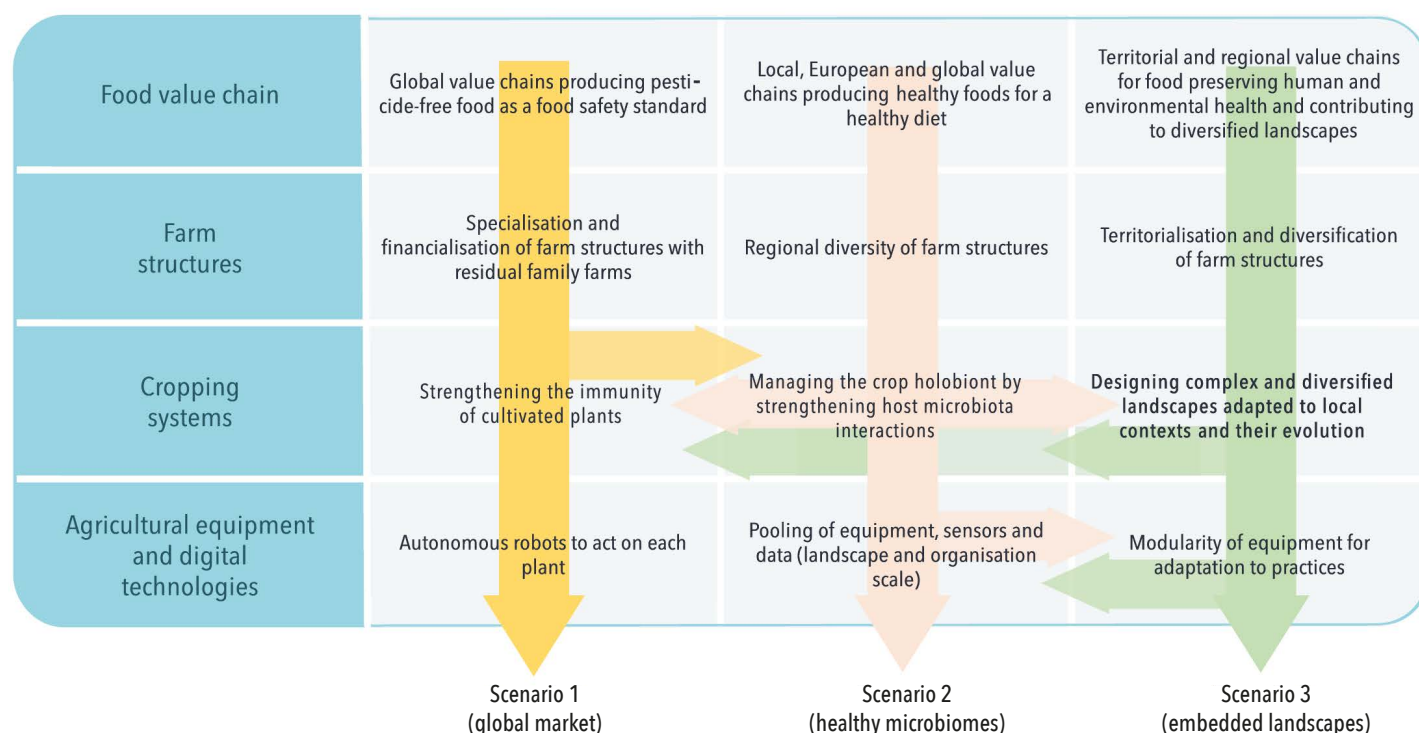 Food value chain
Global value chains producing pesti-
cide-free food as a food safety standard
Local, European and global value
chains producing healthy foods for a
healthy diet
Territorial and regional value chains
for food preserving human and
environmental health and contributing
to diversified landscapes
Farm
structures
Specialisation and
financialisation of farm structures with
residual family farms
Regional diversity of farm structures
Territorialisation and diversification
of farm structures
Cropping
systems
Strengthening the immunity
of cultivated plants
Managing the crop holobiont by
strengthening host microbiota
interactions
Designing complex and diversified
landscapes adapted to local
contexts and their evolution
Agricultural equipment
and digital
technologies
Autonomous robots to act on each
plant
Pooling of equipment, sensors and
data (landscape and organisation
scale)
Modularity of equipment for
adaptation to practices
Scenario 1
(global market)
Scenario 2
(healthy microbiomes)
Scenario 3
(embedded landscapes)